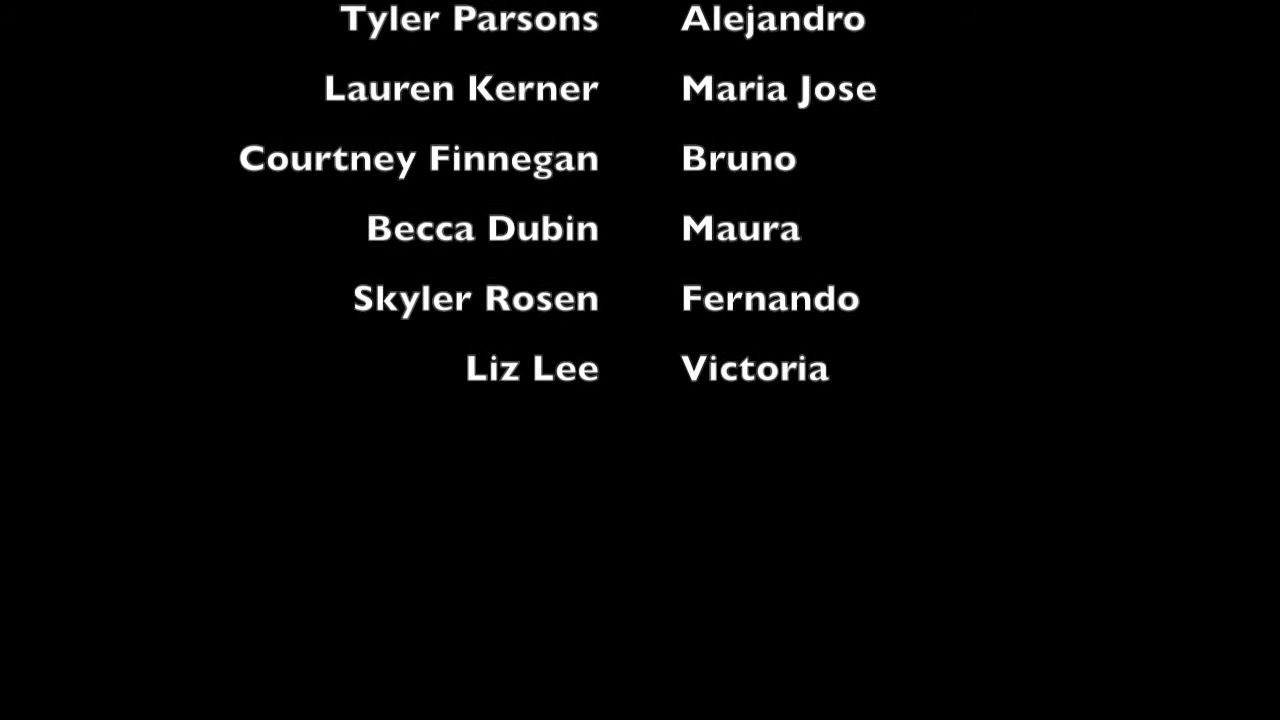 Tyler Parsons Alejandro
Lauren Kerner Maria Jose
Courtney Finnegan Bruno
Becca Dubin Maura
Skyler Rosen Fernando
Liz Lee Victoria